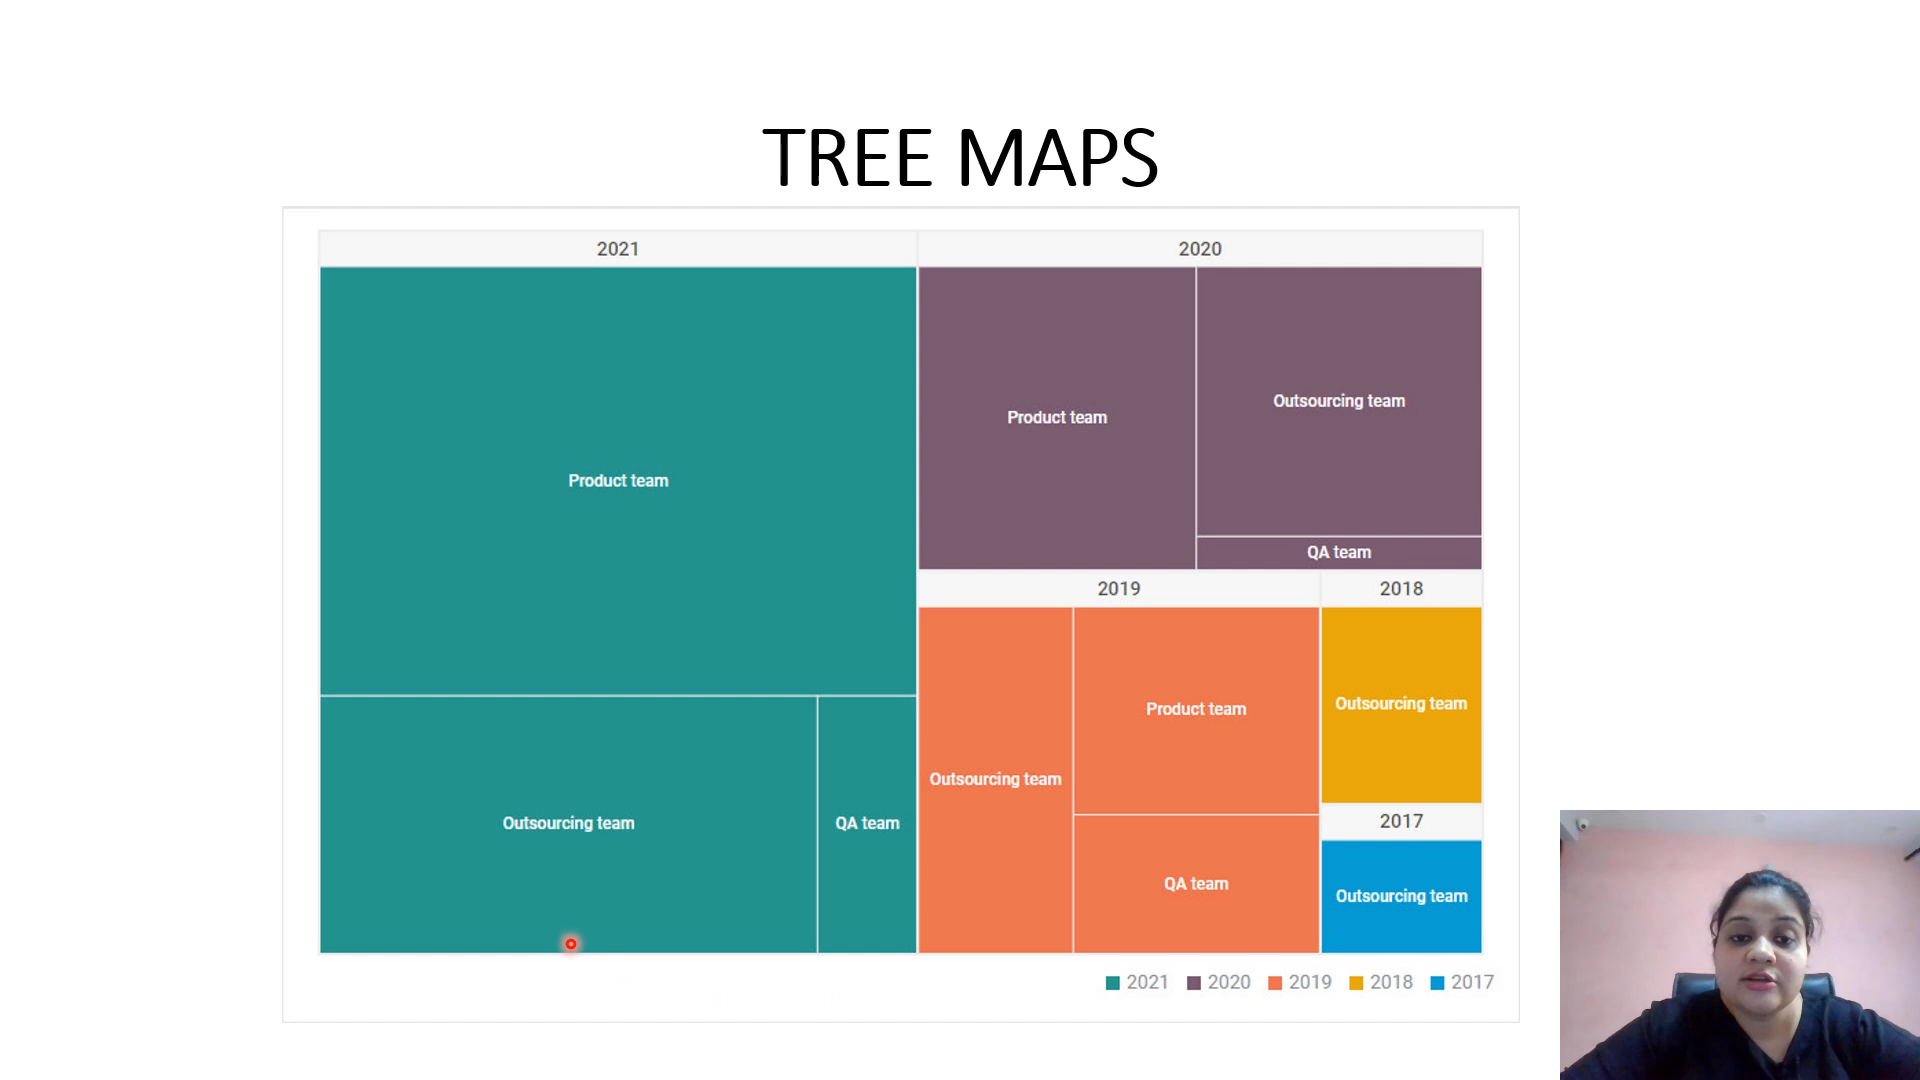 TREE MAPS
2021
2020
Product team
Outsourcing team
QA team
Product team
Outsourcing team
QA team
2019
2018
Outsourcing team
Product team
QA team
Outsourcing team
2017
Outsourcing team
2021 2020 2019 2018 2017